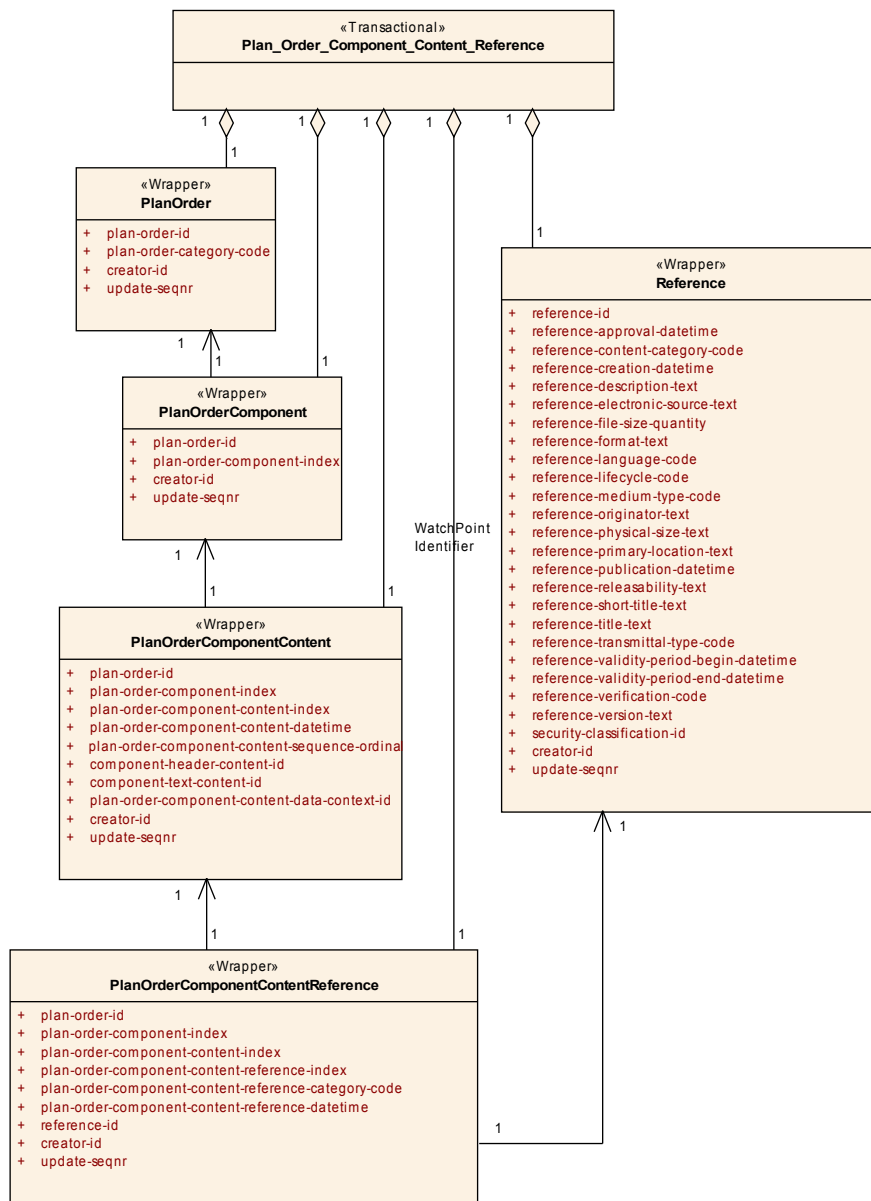 «Transactional»
Plan_Order_Component_Content_Reference
1
1
1
1
1
1
«Wrapper»
PlanOrder
+ plan-order-id
+ plan-order-category-code
+ creator-id
+ update-seqnr
1
«Wrapper»
Reference
+ reference-id
+ reference-approval-datetime
+ reference-content-category-code
+ reference-creation-datetime
+ reference-description-text
+ reference-electronic-source-text
+ reference-file-size-quantity
+ reference-format-text
+ reference-language-code
+ reference-lifecycle-code
+ reference-medium-type-code
+ reference-originator-text
+ reference-physical-size-text
+ reference-primary-location-text
+ reference-publication-datetime
+ reference-releasability-text
+ reference-short-title-text
+ reference-title-text
+ reference-transmittal-type-code
+ reference-validity-period-begin-datetime
+ reference-validity-period-end-datetime
+ reference-verification-code
+ reference-version-text
+ security-classification-id
+ creator-id
+ update-seqnr
1
1
1
1
«Wrapper»
PlanOrderComponent
+ plan-order-id
+ plan-order-component-index
+ creator-id
+ update-seqnr
WatchPoint
Identifier
1
1
1
«Wrapper»
PlanOrderComponentContent
+ plan-order-id
+ plan-order-component-index
+ plan-order-component-content-index
+ plan-order-component-content-datetime
+ plan-order-component-content-sequence-ordinal
+ component-header-content-id
+ component-text-content-id
+ plan-order-component-content-data-context-id
+ creator-id
+ update-seqnr
1
1
1
«Wrapper»
PlanOrderComponentContentReference
+ plan-order-id
+ plan-order-component-index
+ plan-order-component-content-index
+ plan-order-component-content-reference-index
+ plan-order-component-content-reference-category-code
+ plan-order-component-content-reference-datetime
+ reference-id
+ creator-id
+ update-seqnr
1